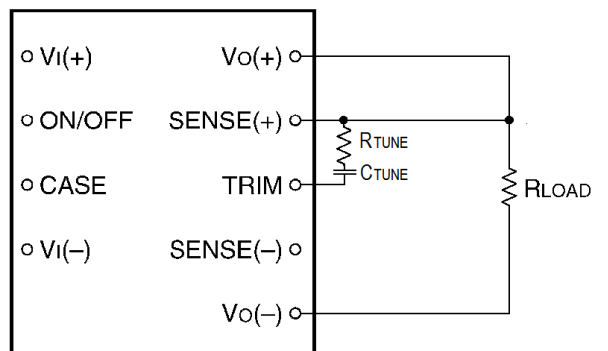 VI(+)
VO(+)
ON/OFF
SENSE(+)
RTUNE
CTUNE
CASE
TRIM
RLOAD
VI(–)
SENSE(–)
VO(–)